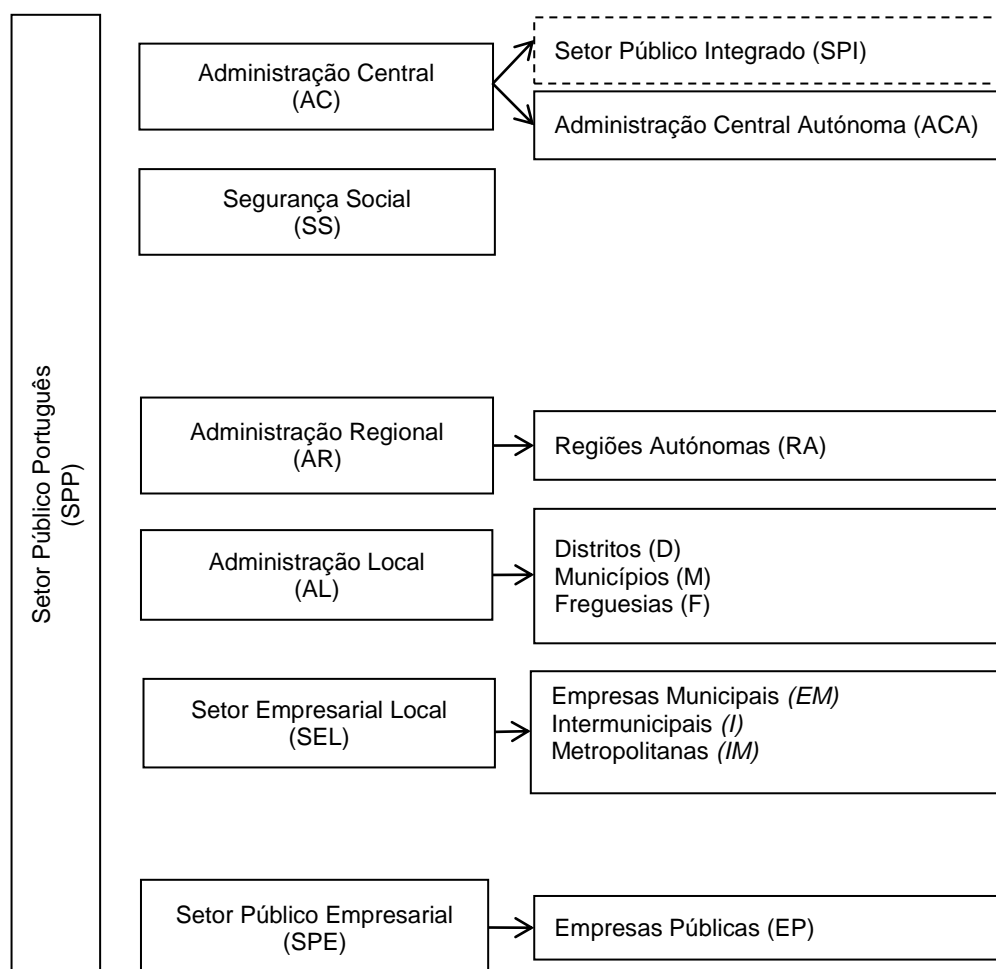 Setor Público Português
(SPP)
Administração Central
(AC)
Setor Público Integrado (SPI)
Administração Central Autónoma (ACA)
Segurança Social
(SS)
Administração Regional
(AR)
Regiões Autónomas (RA)
Administração Local
(AL)
Distritos (D)
Municípios (M)
Freguesias (F)
Setor Empresarial Local
(SEL)
Empresas Municipais (EM)
Intermunicipais (I)
Metropolitanas (IM)
Setor Público Empresarial
(SPE)
Empresas Públicas (EP)